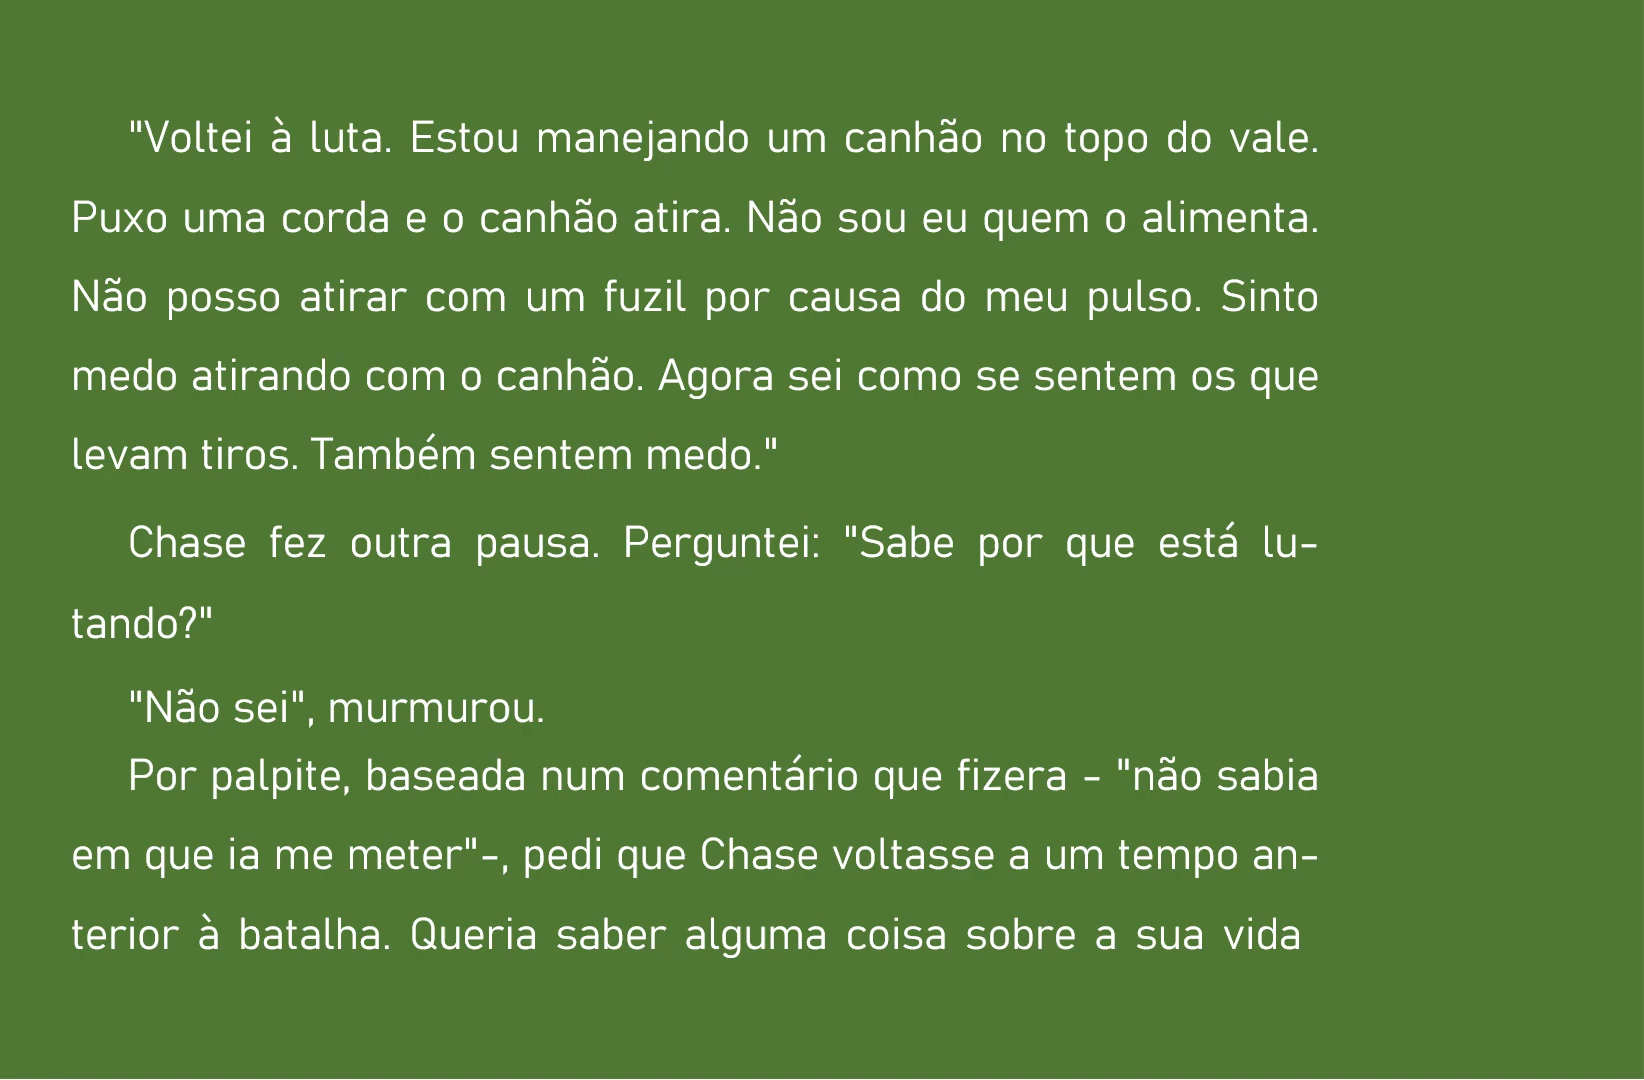 "Voltei à luta. Estou manejando um canhão no topo do vale.
Puxo uma corda e o canhão atira. Não sou eu quem o alimenta.
Não posso atirar com um fuzil por causa do meu pulso. Sinto
medo atirando com o canhão. Agora sei como se sentem os que
levam tiros. Também sentem medo."
Chase fez outra pausa. Perguntei: "Sabe por que está lu-
tando?"
"Não sei", murmurou.
Por palpite, baseada num comentário que fizera - "não sabia
em que ia me meter"-, pedi que Chase voltasse a um tempo an-
terior à batalha. Queria saber alguma coisa sobre a sua vida